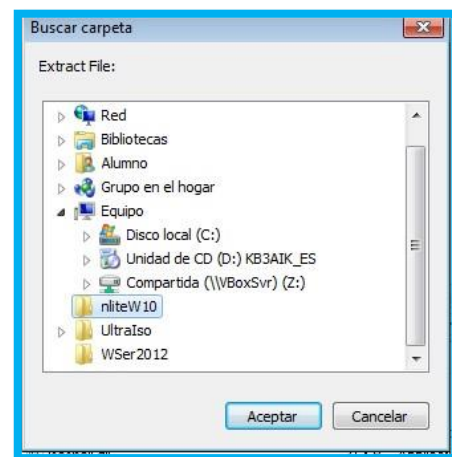 Buscar carpeta
Extract File:
Red
Bibliotecas
Alumno
Grupo en el hogar
Equipo
Disco local (C:)
Unidad de CD (D:) KB3AIK_ES
Compartida (\\VBoxSvr) (Z:)
nliteW10
UltraIso
WSer2012
Aceptar
Cancelar